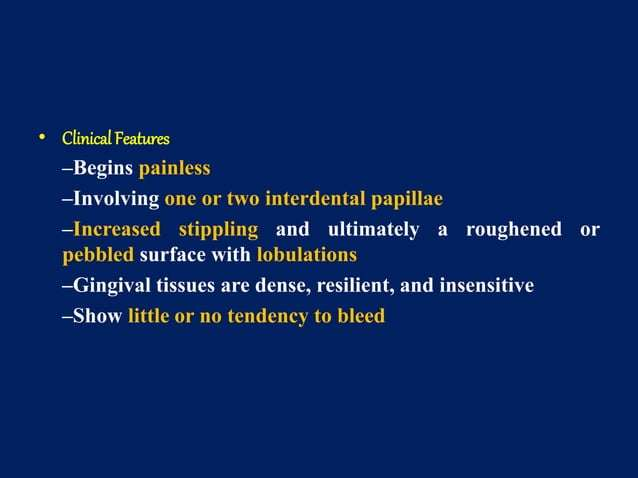 • Clinical Features
–Begins painless
–Involving one or two interdental papillae
–Increased stippling and ultimately a roughened or
pebbled surface with lobulations
–Gingival tissues are dense, resilient, and insensitive
–Show little or no tendency to bleed